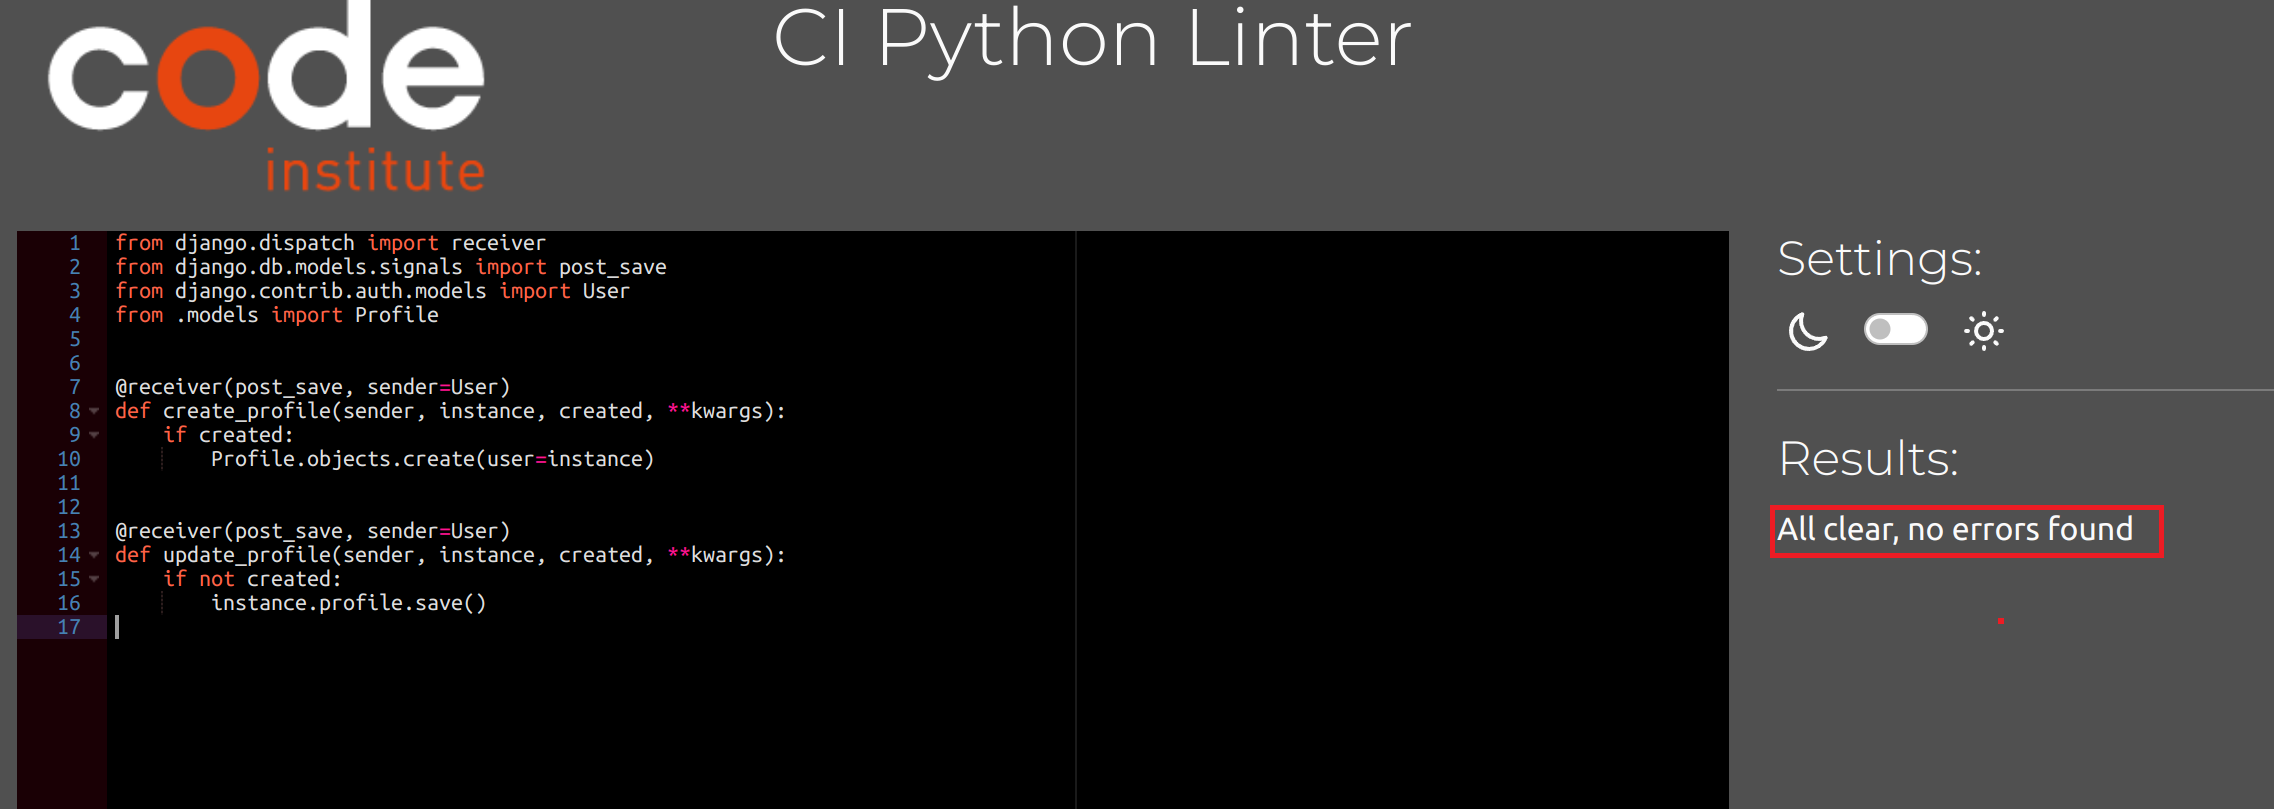 code
institute
CI Python Linter
1 from django.dispatch import receiver
2 from django.db.models.signals import post_save
3 from django.contrib.auth.models import User
4 from .models import Profile
5
6
7 @receiver(post_save, sender=User)
8 def create_profile(sender, instance, created, **kwargs):
9     if created:
10         Profile.objects.create(user=instance)
11
12
13 @receiver(post_save, sender=User)
14 def update_profile(sender, instance, created, **kwargs):
15     if not created:
16         instance.profile.save()
17
Settings:
Results:
All clear, no errors found